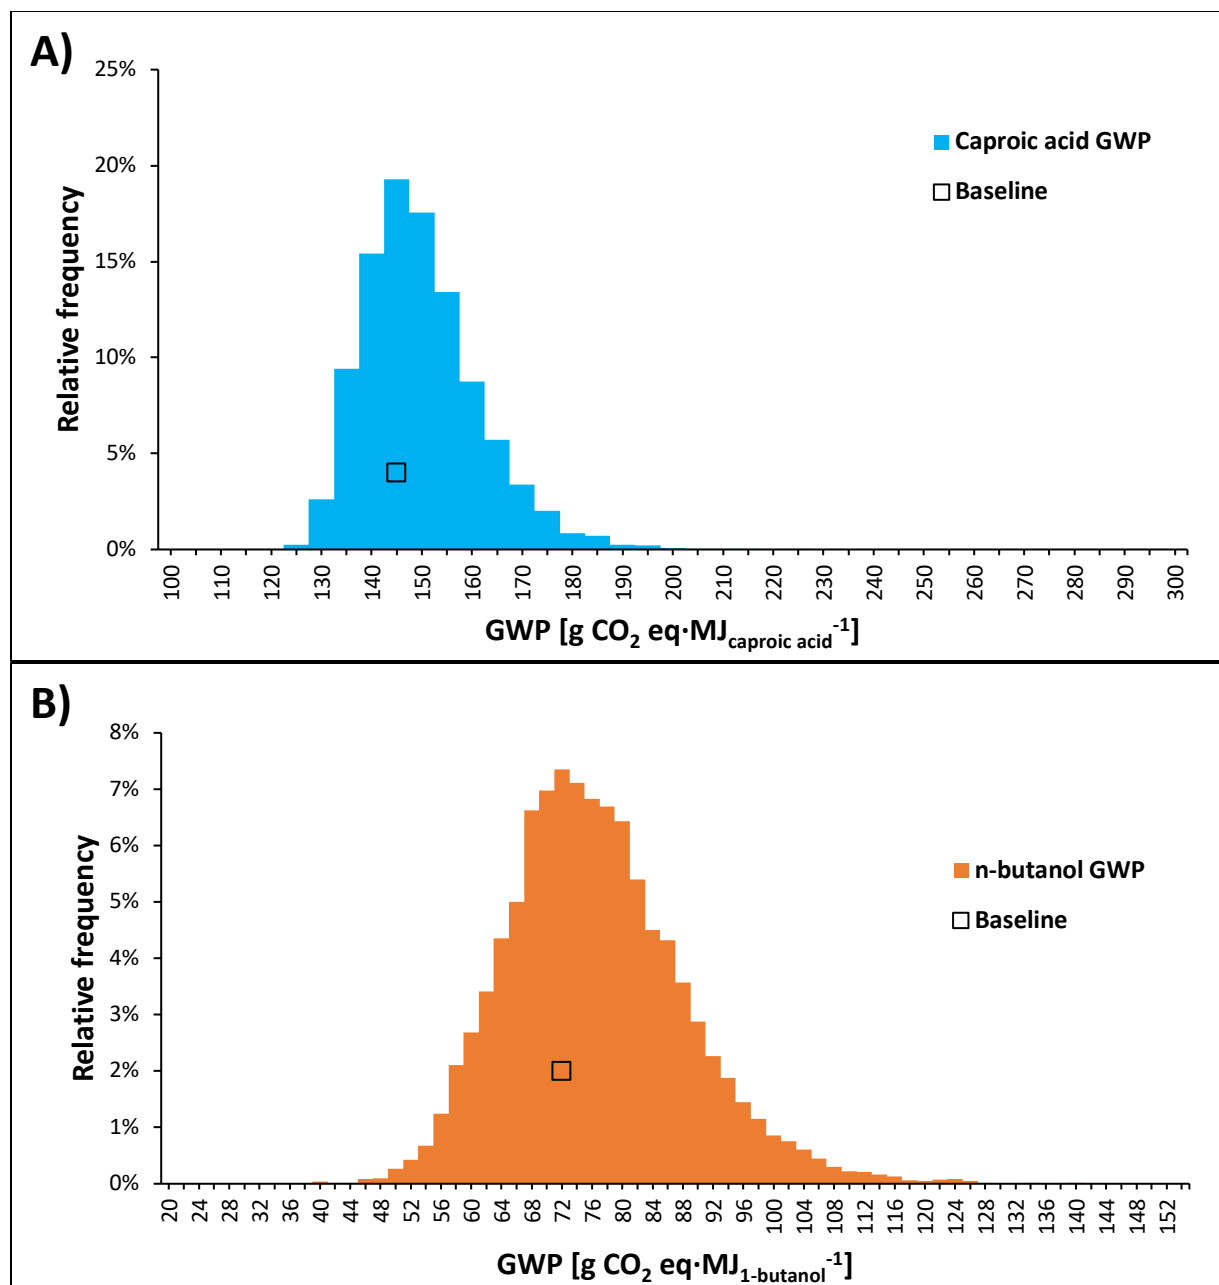 A)
25%
20%
15%
10%
5%
0%
Relative frequency
Caproic acid GWP
Baseline
100 110 120 130 140 150 160 170 180 190 200 210 220 230 240 250 260 270 280 290 300
GWP [g CO₂ eq·MJcaproic acid⁻¹]
B)
8%
7%
6%
5%
4%
3%
2%
1%
0%
Relative frequency
n-butanol GWP
Baseline
20 24 28 32 36 40 44 48 52 56 60 64 68 72 76 80 84 88 92 96 100 104 108 112 116 120 124 128 132 136 140 144 148 152
GWP [g CO₂ eq·MJ1-butanol⁻¹]